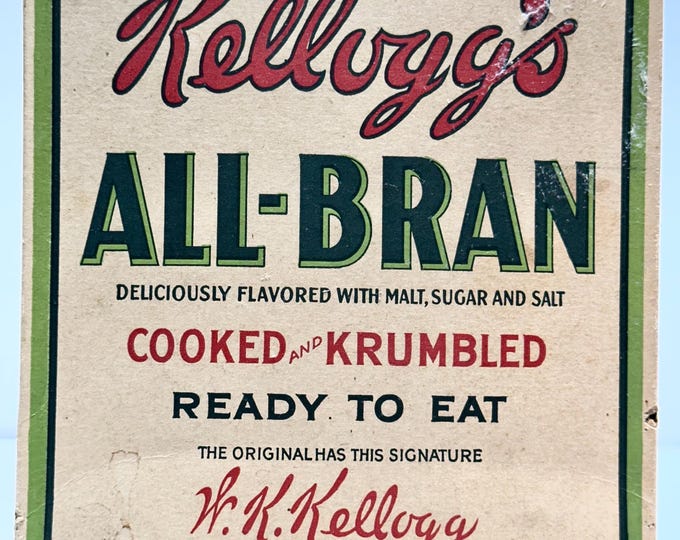 Kellogg's
ALL-BRAN
DELICIOUSLY FLAVORED WITH MALT, SUGAR AND SALT
COOKED AND KRUMBLED
READY TO EAT
THE ORIGINAL HAS THIS SIGNATURE
W. K. Kellogg